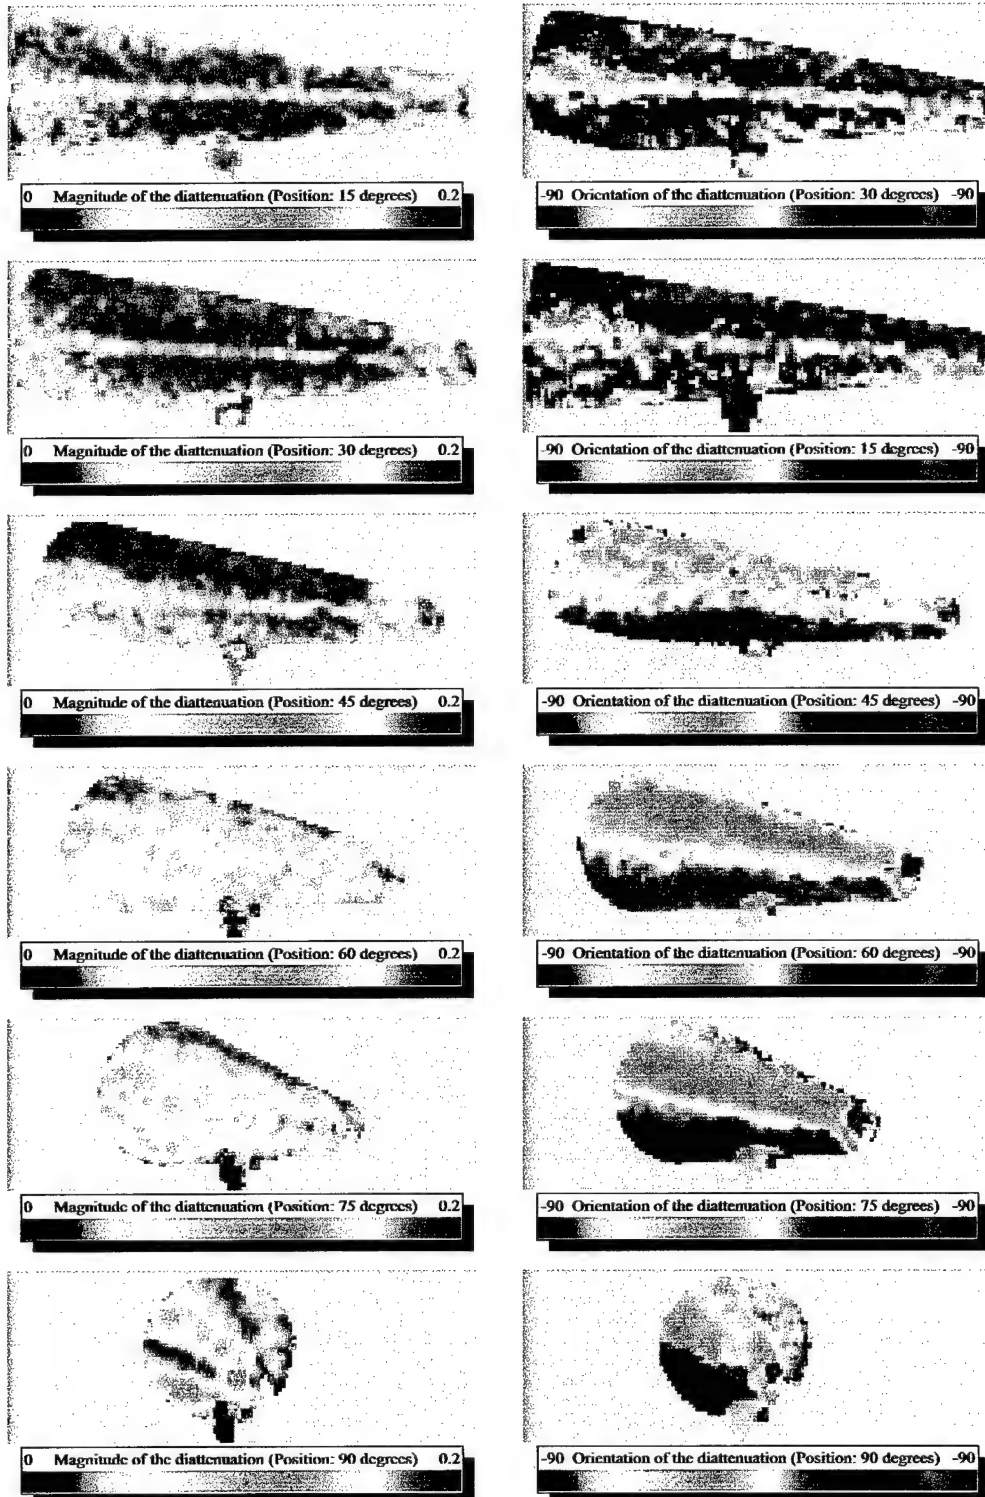 0 Magnitude of the diattenuation (Position: 15 degrees) 0.2
-90 Orientation of the diattenuation (Position: 30 degrees) -90
0 Magnitude of the diattenuation (Position: 30 degrees) 0.2
-90 Orientation of the diattenuation (Position: 15 degrees) -90
0 Magnitude of the diattenuation (Position: 45 degrees) 0.2
-90 Orientation of the diattenuation (Position: 45 degrees) -90
0 Magnitude of the diattenuation (Position: 60 degrees) 0.2
-90 Orientation of the diattenuation (Position: 60 degrees) -90
0 Magnitude of the diattenuation (Position: 75 degrees) 0.2
-90 Orientation of the diattenuation (Position: 75 degrees) -90
0 Magnitude of the diattenuation (Position: 90 degrees) 0.2
-90 Orientation of the diattenuation (Position: 90 degrees) -90